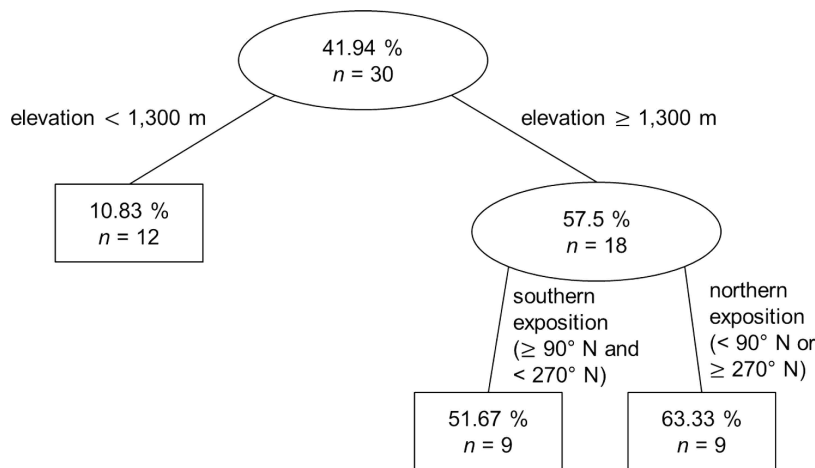 41.94 %
n = 30
elevation < 1,300 m
elevation ≥ 1,300 m
10.83 %
n = 12
57.5 %
n = 18
southern
exposition
(≥ 90° N and
< 270° N)
northern
exposition
(< 90° N or
≥ 270° N)
51.67 %
n = 9
63.33 %
n = 9